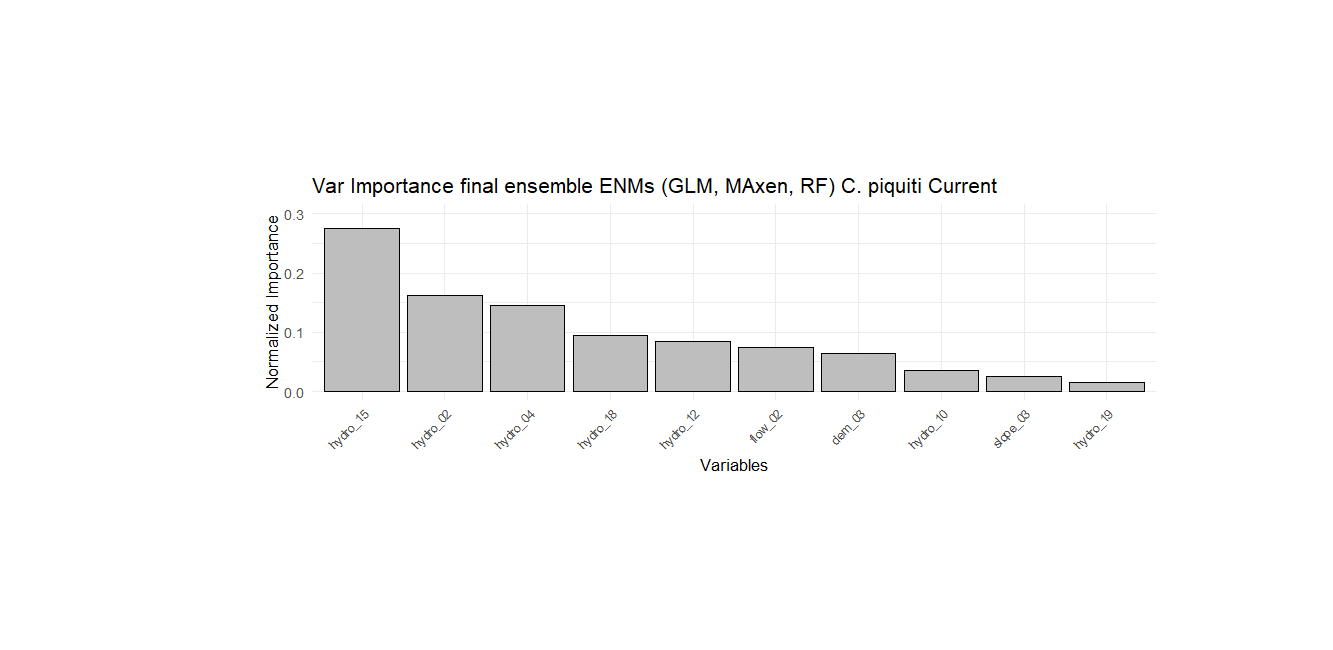 Var Importance final ensemble ENMs (GLM, MAxen, RF) C. piquiti Current
Normalized Importance
0.3
0.2
0.1
0.0
hydro_15
hydro_02
hydro_04
hydro_18
hydro_12
flow_02
dem_03
hydro_10
slope_03
hydro_19
Variables